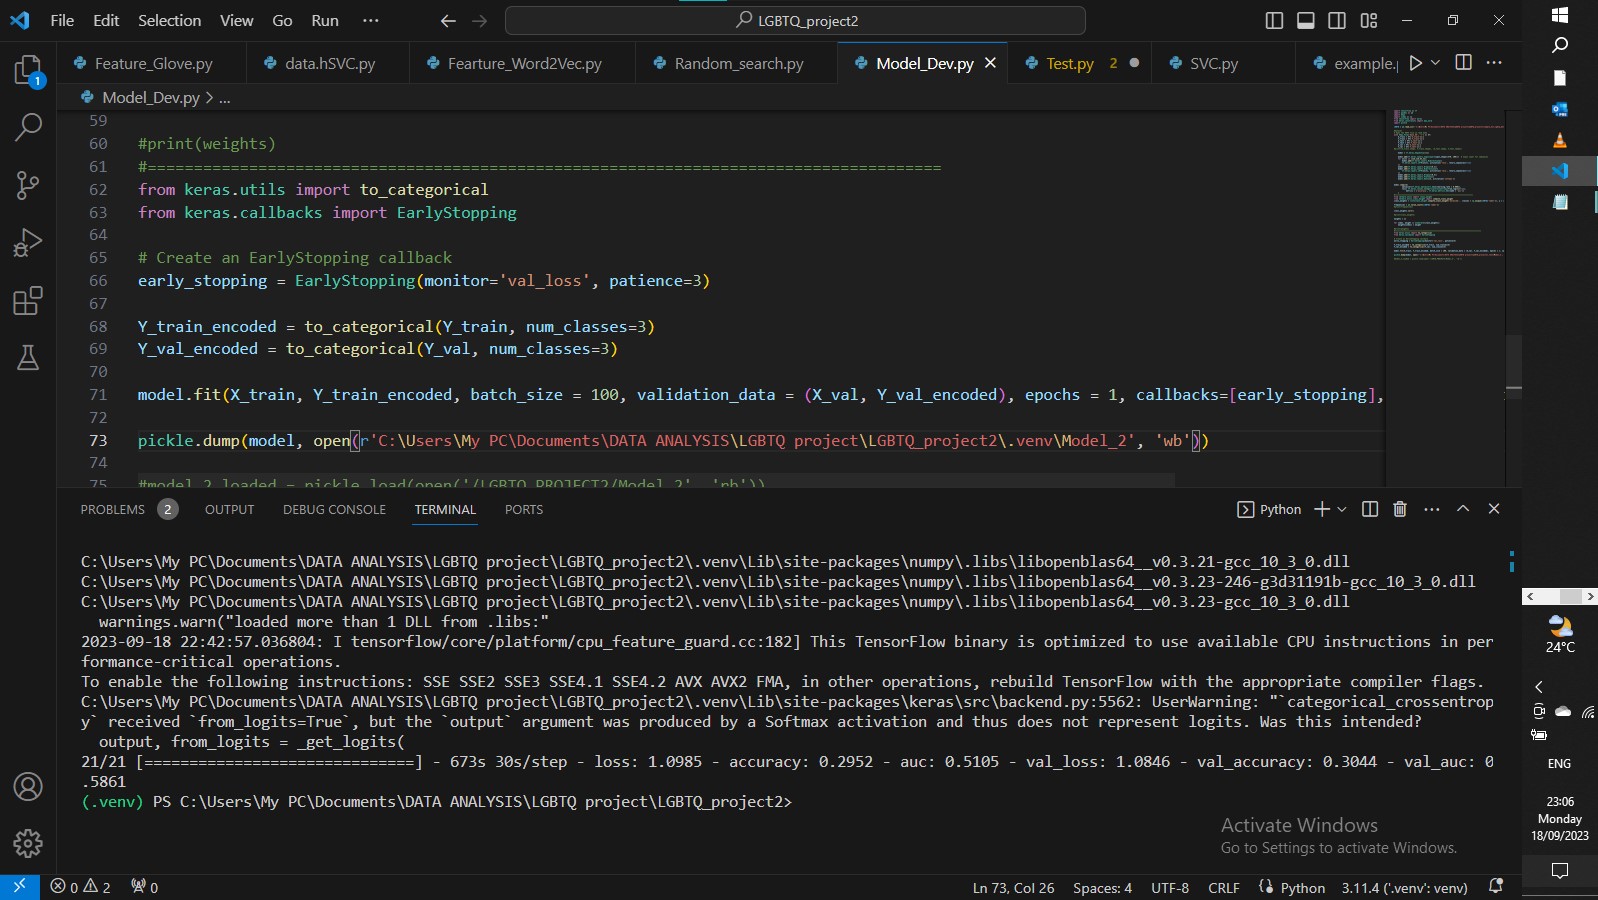 File Edit Selection View Go Run ··· LGBTQ_project2
Feature_Glove.py data.hSVC.py Fearture_Word2Vec.py Random_search.py Model_Dev.py Test.py 2 SVC.py example.
Model_Dev.py > ...
59
60 #print(weights)
61 #======================================================================================
62 from keras.utils import to_categorical
63 from keras.callbacks import EarlyStopping
64
65 # Create an EarlyStopping callback
66 early_stopping = EarlyStopping(monitor='val_loss', patience=3)
67
68 Y_train_encoded = to_categorical(Y_train, num_classes=3)
69 Y_val_encoded = to_categorical(Y_val, num_classes=3)
70
71 model.fit(X_train, Y_train_encoded, batch_size = 100, validation_data = (X_val, Y_val_encoded), epochs = 1, callbacks=[early_stopping],
72
73 pickle.dump(model, open(r'C:\Users\My PC\Documents\DATA ANALYSIS\LGBTQ project\LGBTQ_project2\.venv\Model_2', 'wb'))
74
75 #model_2_loaded = pickle.load(open('/LGBTQ_PROJECT2/Model_2', 'rb'))
PROBLEMS 2 OUTPUT DEBUG CONSOLE TERMINAL PORTS Python
C:\Users\My PC\Documents\DATA ANALYSIS\LGBTQ project\LGBTQ_project2\.venv\Lib\site-packages\numpy\.libs\libopenblas64__v0.3.21-gcc_10_3_0.dll
C:\Users\My PC\Documents\DATA ANALYSIS\LGBTQ project\LGBTQ_project2\.venv\Lib\site-packages\numpy\.libs\libopenblas64__v0.3.23-246-g3d31191b-gcc_10_3_0.dll
C:\Users\My PC\Documents\DATA ANALYSIS\LGBTQ project\LGBTQ_project2\.venv\Lib\site-packages\numpy\.libs\libopenblas64__v0.3.23-gcc_10_3_0.dll
warnings.warn("loaded more than 1 DLL from .libs:"
2023-09-18 22:42:57.036804: I tensorflow/core/platform/cpu_feature_guard.cc:182] This TensorFlow binary is optimized to use available CPU instructions in per
formance-critical operations.
To enable the following instructions: SSE SSE2 SSE3 SSE4.1 SSE4.2 AVX AVX2 FMA, in other operations, rebuild TensorFlow with the appropriate compiler flags.
C:\Users\My PC\Documents\DATA ANALYSIS\LGBTQ project\LGBTQ_project2\.venv\Lib\site-packages\keras\src\backend.py:5562: UserWarning: "`categorical_crossentrop
y` received `from_logits=True`, but the `output` argument was produced by a Softmax activation and thus does not represent logits. Was this intended?
output, from_logits = _get_logits(
21/21 [==============================] - 673s 30s/step - loss: 1.0985 - accuracy: 0.2952 - auc: 0.5105 - val_loss: 1.0846 - val_accuracy: 0.3044 - val_auc: 0
.5861
(.venv) PS C:\Users\My PC\Documents\DATA ANALYSIS\LGBTQ project\LGBTQ_project2>
Activate Windows
Go to Settings to activate Windows.
0 2 0 Ln 73, Col 26 Spaces: 4 UTF-8 CRLF Python 3.11.4 ('.venv': venv)
1
24°C
ENG
23:06
Monday
18/09/2023